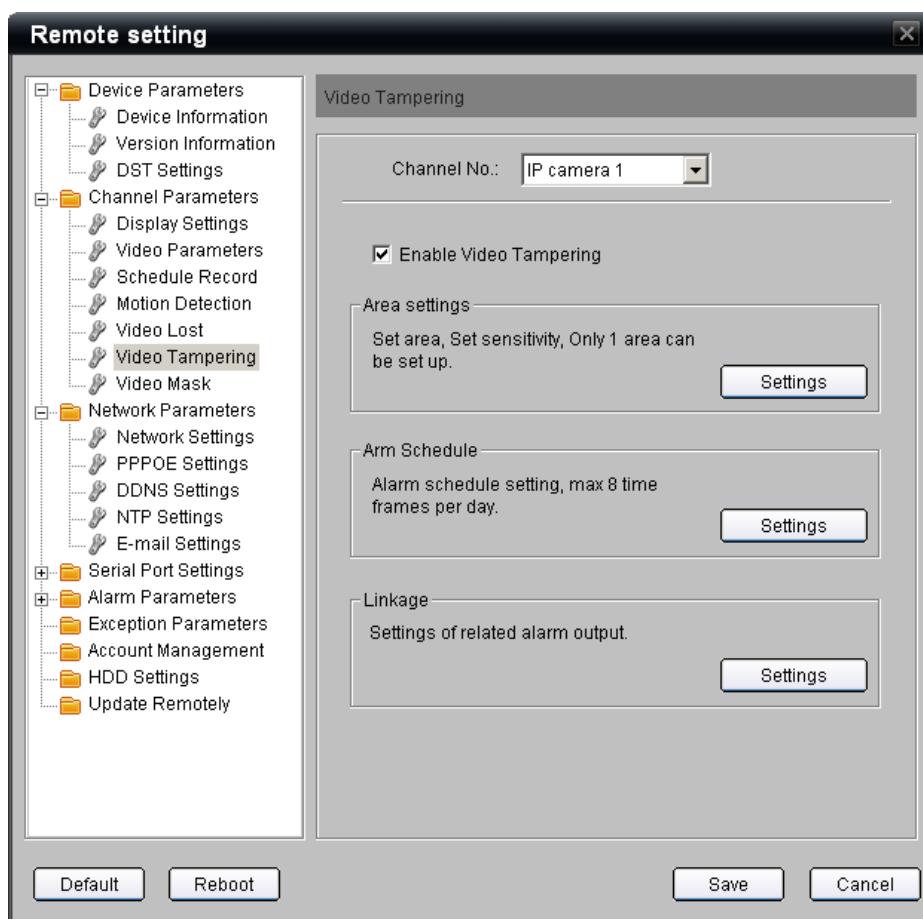 Remote setting
Device Parameters
Device Information
Version Information
DST Settings
Channel Parameters
Display Settings
Video Parameters
Schedule Record
Motion Detection
Video Lost
Video Tampering
Video Mask
Network Parameters
Network Settings
PPPOE Settings
DDNS Settings
NTP Settings
E-mail Settings
Serial Port Settings
Alarm Parameters
Exception Parameters
Account Management
HDD Settings
Update Remotely
Video Tampering
Channel No.: IP camera 1
Enable Video Tampering
Area settings
Set area, Set sensitivity, Only 1 area can
be set up.
Settings
Arm Schedule
Alarm schedule setting, max 8 time
frames per day.
Settings
Linkage
Settings of related alarm output.
Settings
Default Reboot Save Cancel